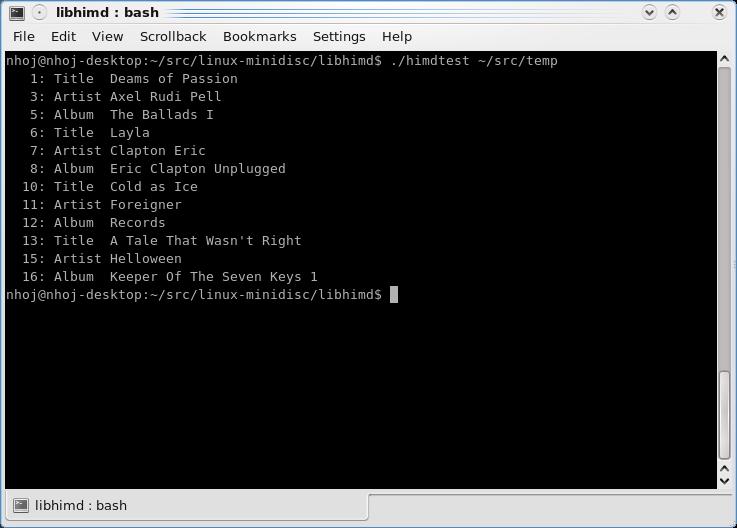 libhimd : bash
File Edit View Scrollback Bookmarks Settings Help
nhoj@nhoj-desktop:~/src/linux-minidisc/libhimd$ ./himdtest ~/src/temp
   1: Title  Deams of Passion
   3: Artist Axel Rudi Pell
   5: Album  The Ballads I
   6: Title  Layla
   7: Artist Clapton Eric
   8: Album  Eric Clapton Unplugged
  10: Title  Cold as Ice
  11: Artist Foreigner
  12: Album  Records
  13: Title  A Tale That Wasn't Right
  15: Artist Helloween
  16: Album  Keeper Of The Seven Keys 1
nhoj@nhoj-desktop:~/src/linux-minidisc/libhimd$
libhimd : bash